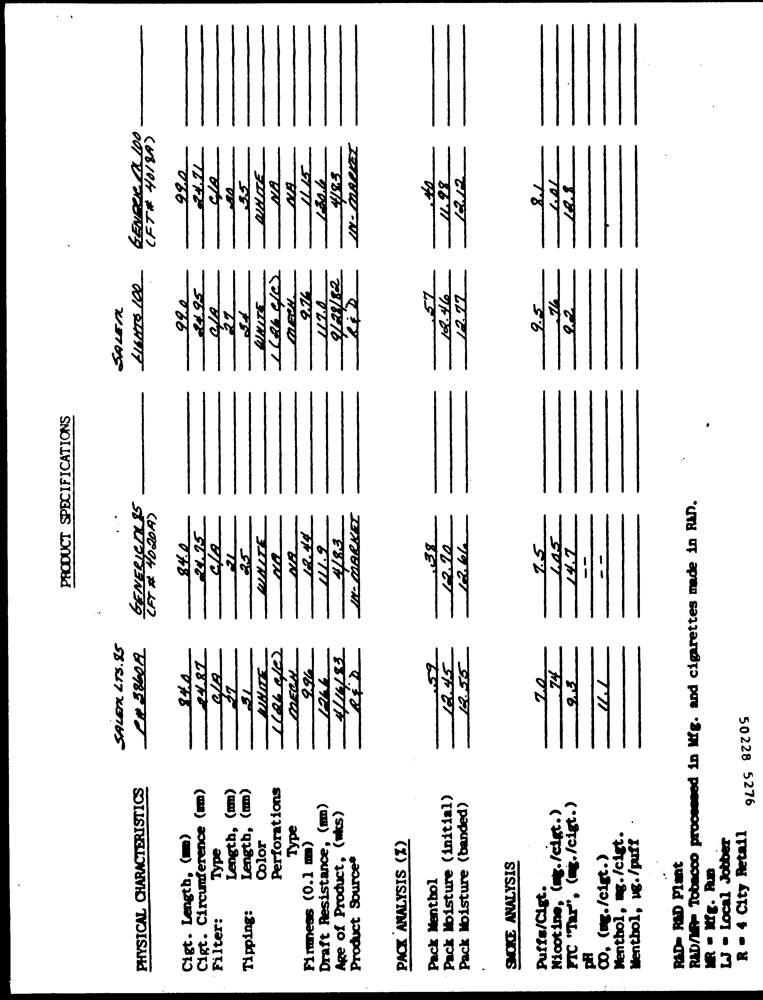 PRODUCT SPECIFICATIONS
SALEM LTS. 85 GENERIC M 85 SALEM GENERIC M 100
PHYSICAL CHARACTERISTICS P# 3860A (FT # 4020A) LIGHTS 100 (FT # 4018A)
Cigt. Length, (mm) 84.0 84.0 99.0 99.0
Cigt. Circumference (mm) 24.87 24.75 24.95 24.71
Filter: Type C/A C/A C/A C/A
Length, (mm) 27 21 27 30
Tipping: Length, (mm) 31 25 34 35
Color WHITE WHITE WHITE WHITE
Perforations 1 (26 c/c) NA 1 (26 c/c) NA
Type MECH NA MECH NA
Firmness (0.1 mm) 9.96 12.44 9.76 11.15
Draft Resistance, (mm) 126.6 111.9 117.0 130.6
Age of Product, (wks) 4/16/83 4/83 9/28/82 4/83
Product Source* R & D IN-MARKET R & D IN-MARKET
PACK ANALYSIS (%)
Pack Menthol .59 .38 .57 .40
Pack Moisture (initial) 12.45 12.70 12.46 11.98
Pack Moisture (banded) 12.55 12.61 12.77 12.12
SMOKE ANALYSIS
Puffs/Cigt. 7.0 7.5 9.5 8.1
Nicotine, (mg./cigt.) .74 1.05 .76 1.01
FTC "Tar", (mg./cigt.) 9.3 14.7 9.2 12.8
pH --
CO, (mg./cigt.) 11.1 --
Menthol, mg./cigt.
Menthol, µg./puff
R&D= R&D Plant
R&D/MR= Tobacco processed in Mfg. and cigarettes made in R&D.
MR = Mfg. Run
LJ = Local Jobber
R = 4 City Retail
50228 5276